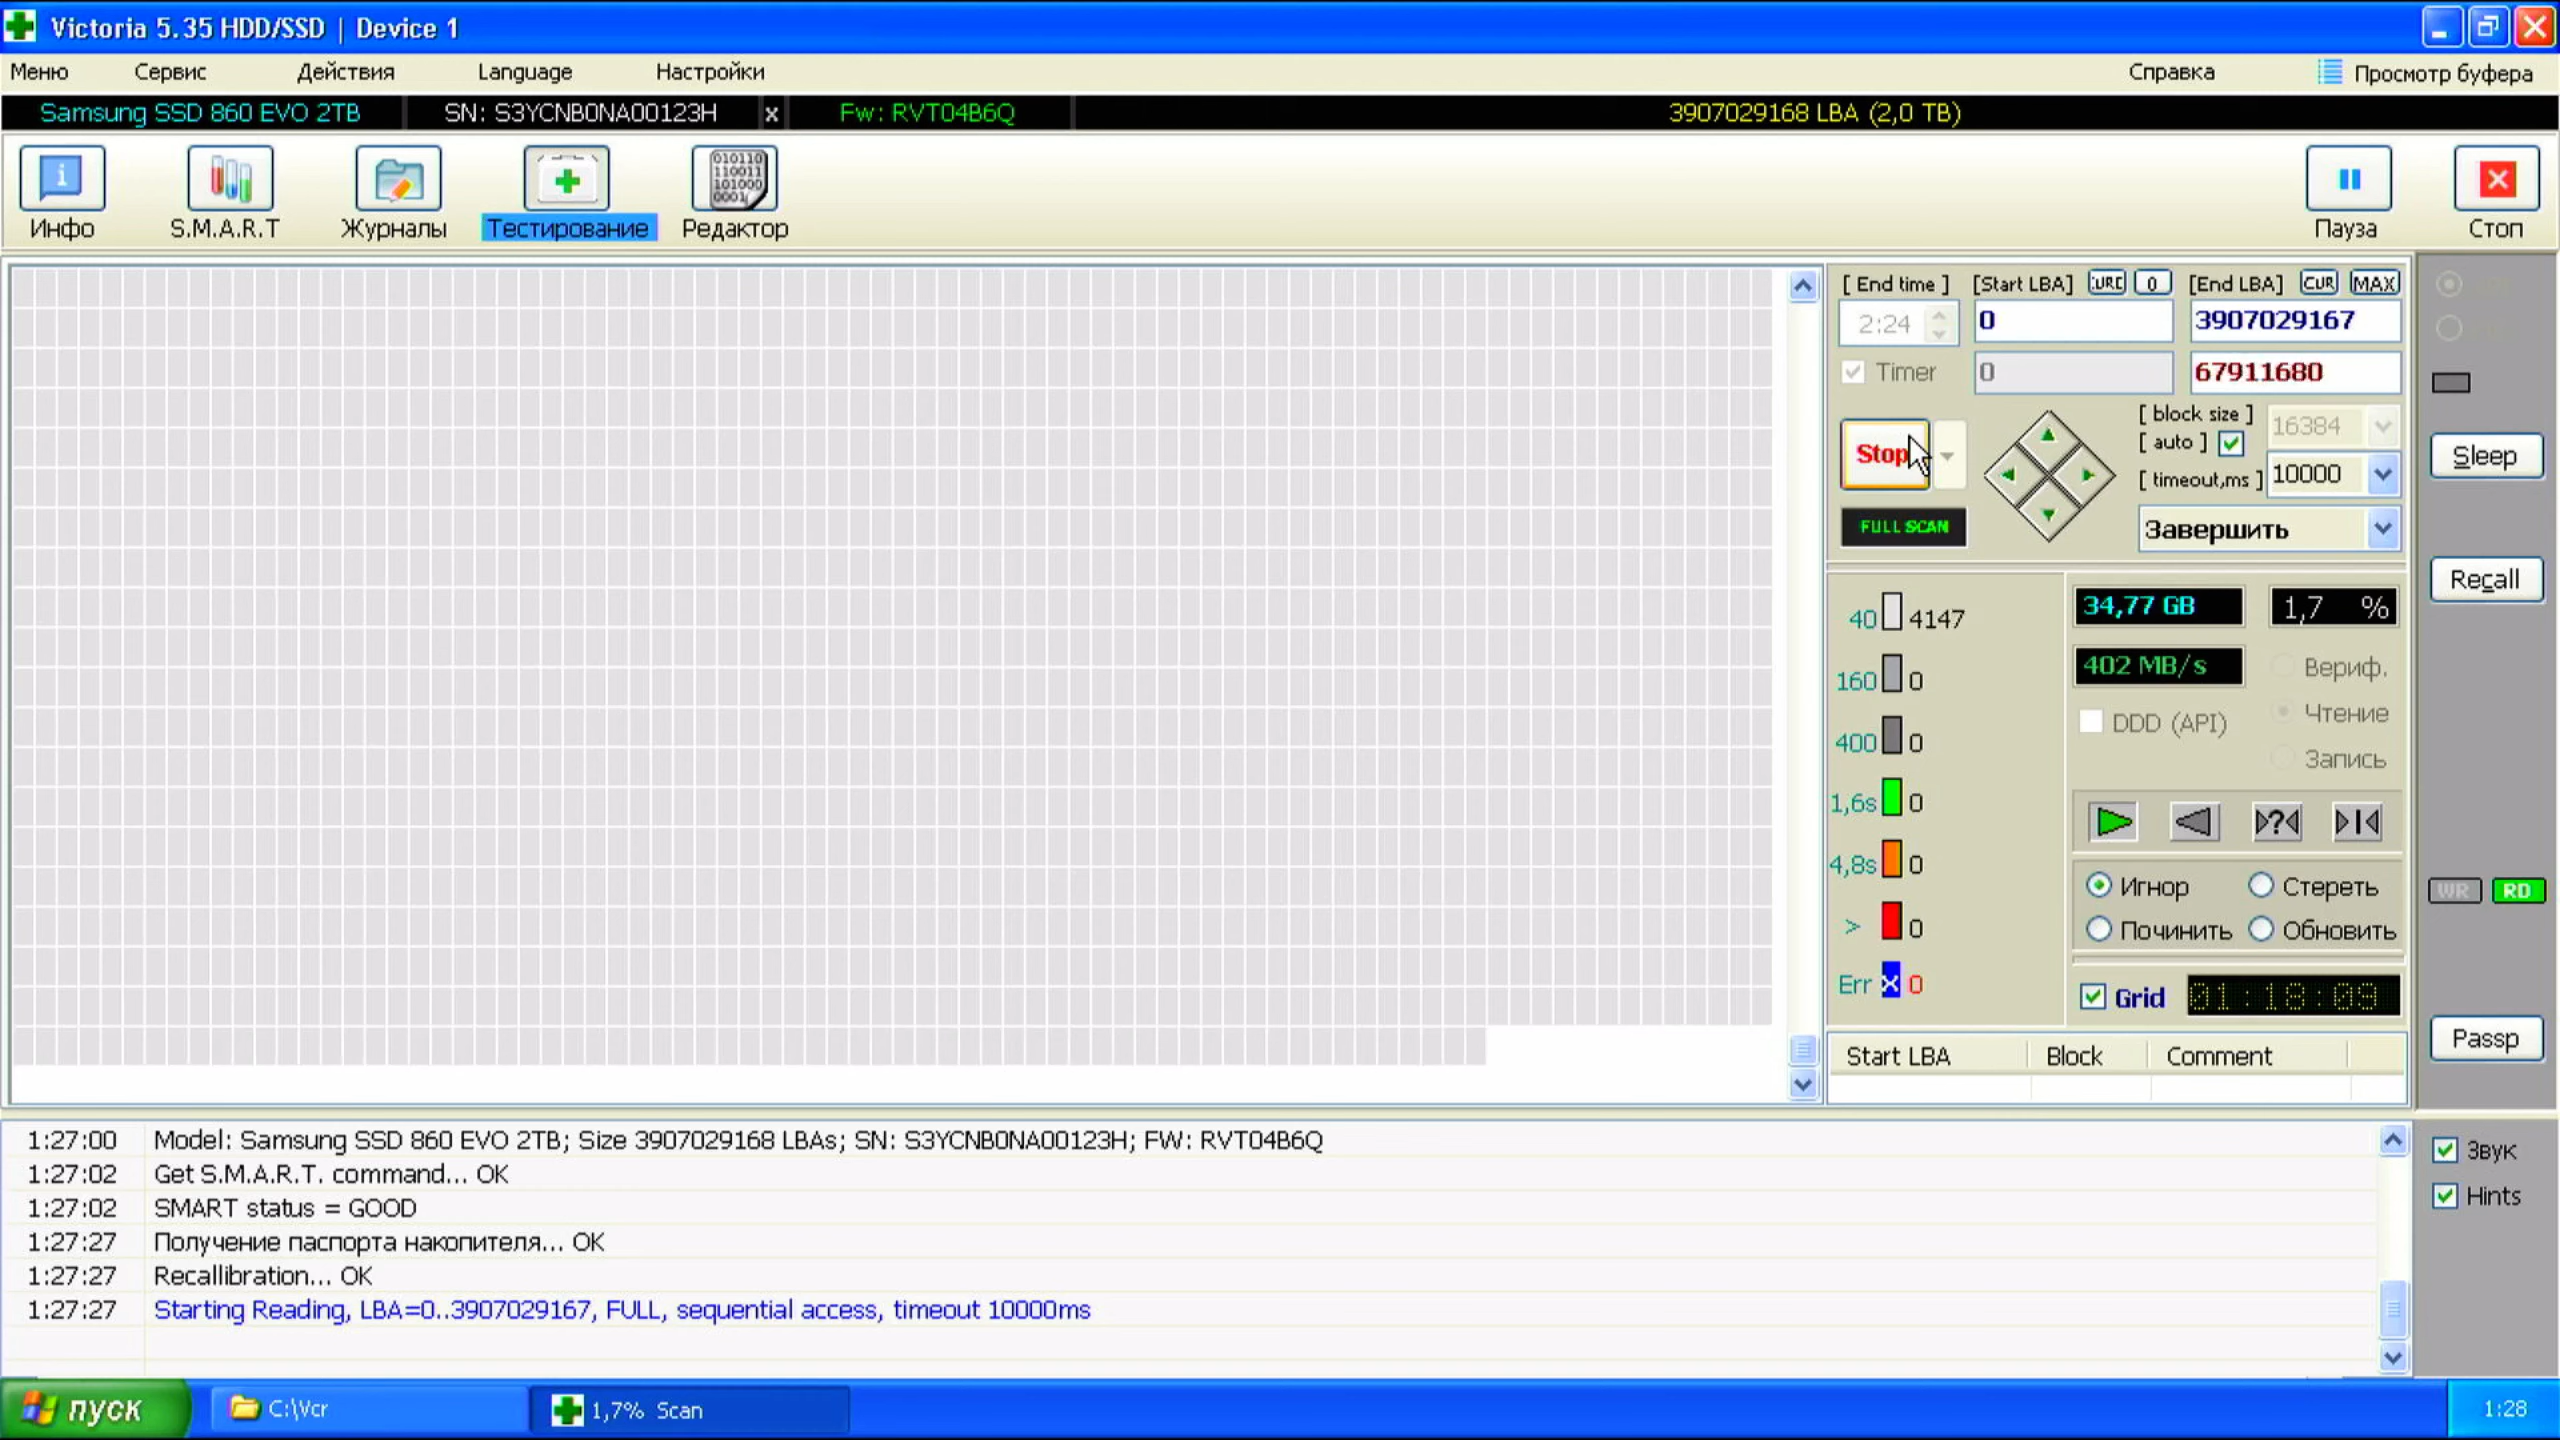 Victoria 5.35 HDD/SSD | Device 1
Меню Сервис Действия Language Настройки Справка Просмотр буфера
Samsung SSD 860 EVO 2TB SN: S3YCNB0NA00123H x Fw: RVT04B6Q 3907029168 LBA (2,0 TB)
010110
110011
101000
0001
Инфо S.M.A.R.T Журналы Тестирование Редактор Пауза Стоп
[ End time ] [Start LBA] 0 [End LBA] CUR MAX
2:24 0 3907029167
Timer 0 67911680
[ block size ] 16384
Stop [ auto ]
[ timeout,ms ] 10000
FULL SCAN Завершить
Sleep
Recall
40 4147 34,77 GB 1,7 %
160 0 402 MB/s Вериф.
400 0 DDD (API) Чтение
1,6s 0 Запись
4,8s 0 Игнор Стереть
> 0 Починить Обновить
WR RD
Err x 0 Grid 01:18:09
Passp
Start LBA Block Comment
1:27:00 Model: Samsung SSD 860 EVO 2TB; Size 3907029168 LBAs; SN: S3YCNB0NA00123H; FW: RVT04B6Q
1:27:02 Get S.M.A.R.T. command... OK
1:27:02 SMART status = GOOD
1:27:27 Получение паспорта накопителя... OK
1:27:27 Recallibration... OK
1:27:27 Starting Reading, LBA=0..3907029167, FULL, sequential access, timeout 10000ms
Звук
Hints
пуск C:\Vcr 1,7% Scan 1:28